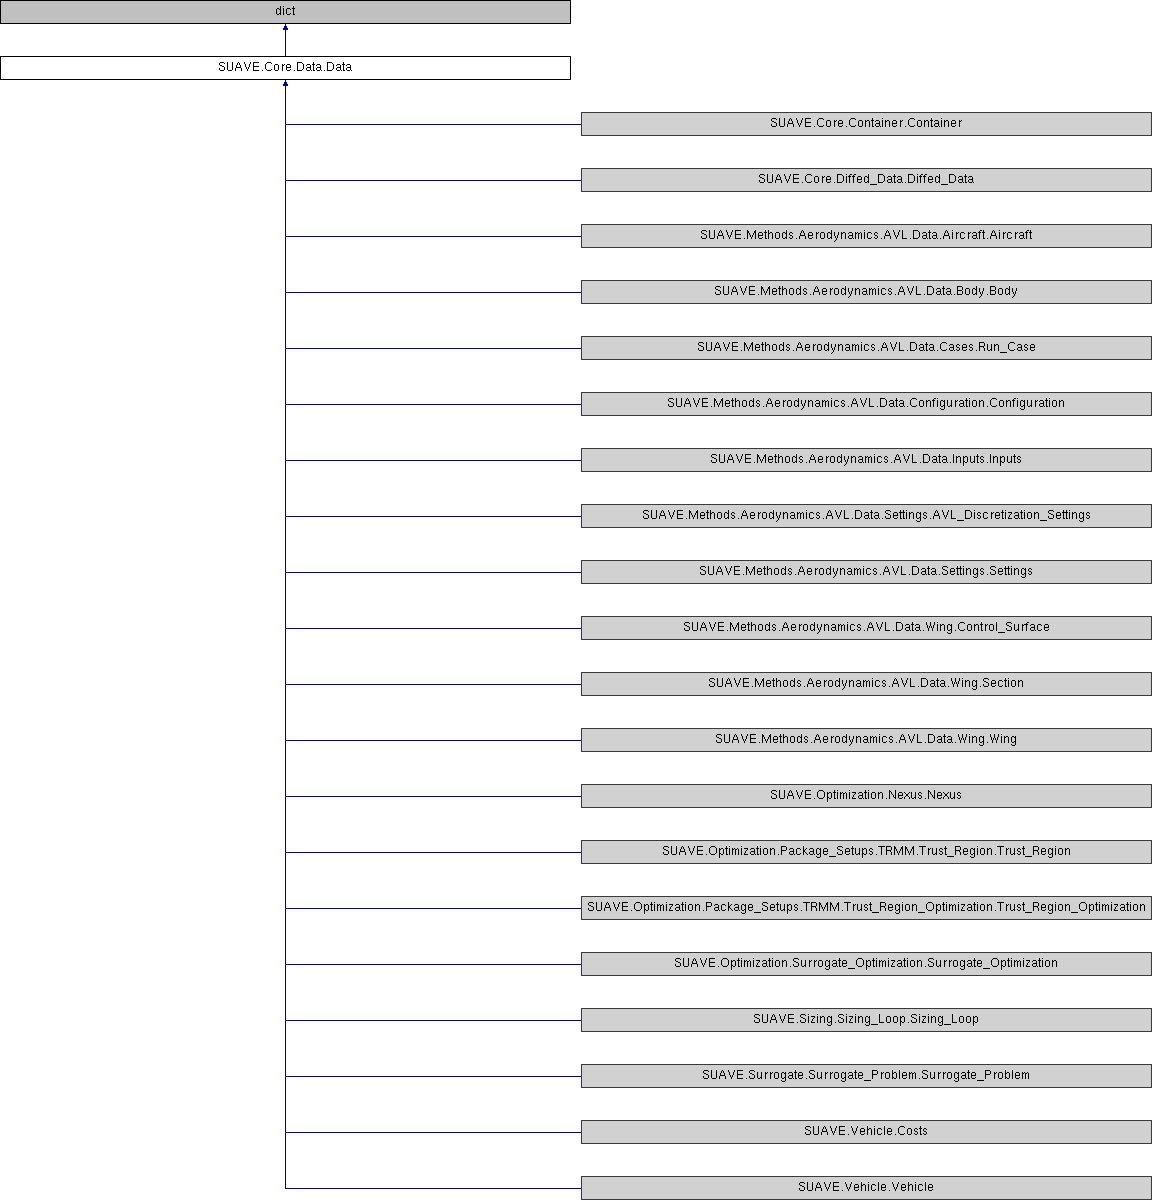 dict
SUAVE.Core.Data.Data
SUAVE.Core.Container.Container
SUAVE.Core.Diffed_Data.Diffed_Data
SUAVE.Methods.Aerodynamics.AVL.Data.Aircraft.Aircraft
SUAVE.Methods.Aerodynamics.AVL.Data.Body.Body
SUAVE.Methods.Aerodynamics.AVL.Data.Cases.Run_Case
SUAVE.Methods.Aerodynamics.AVL.Data.Configuration.Configuration
SUAVE.Methods.Aerodynamics.AVL.Data.Inputs.Inputs
SUAVE.Methods.Aerodynamics.AVL.Data.Settings.AVL_Discretization_Settings
SUAVE.Methods.Aerodynamics.AVL.Data.Settings.Settings
SUAVE.Methods.Aerodynamics.AVL.Data.Wing.Control_Surface
SUAVE.Methods.Aerodynamics.AVL.Data.Wing.Section
SUAVE.Methods.Aerodynamics.AVL.Data.Wing.Wing
SUAVE.Optimization.Nexus.Nexus
SUAVE.Optimization.Package_Setups.TRMM.Trust_Region.Trust_Region
SUAVE.Optimization.Package_Setups.TRMM.Trust_Region_Optimization.Trust_Region_Optimization
SUAVE.Optimization.Surrogate_Optimization.Surrogate_Optimization
SUAVE.Sizing.Sizing_Loop.Sizing_Loop
SUAVE.Surrogate.Surrogate_Problem.Surrogate_Problem
SUAVE.Vehicle.Costs
SUAVE.Vehicle.Vehicle